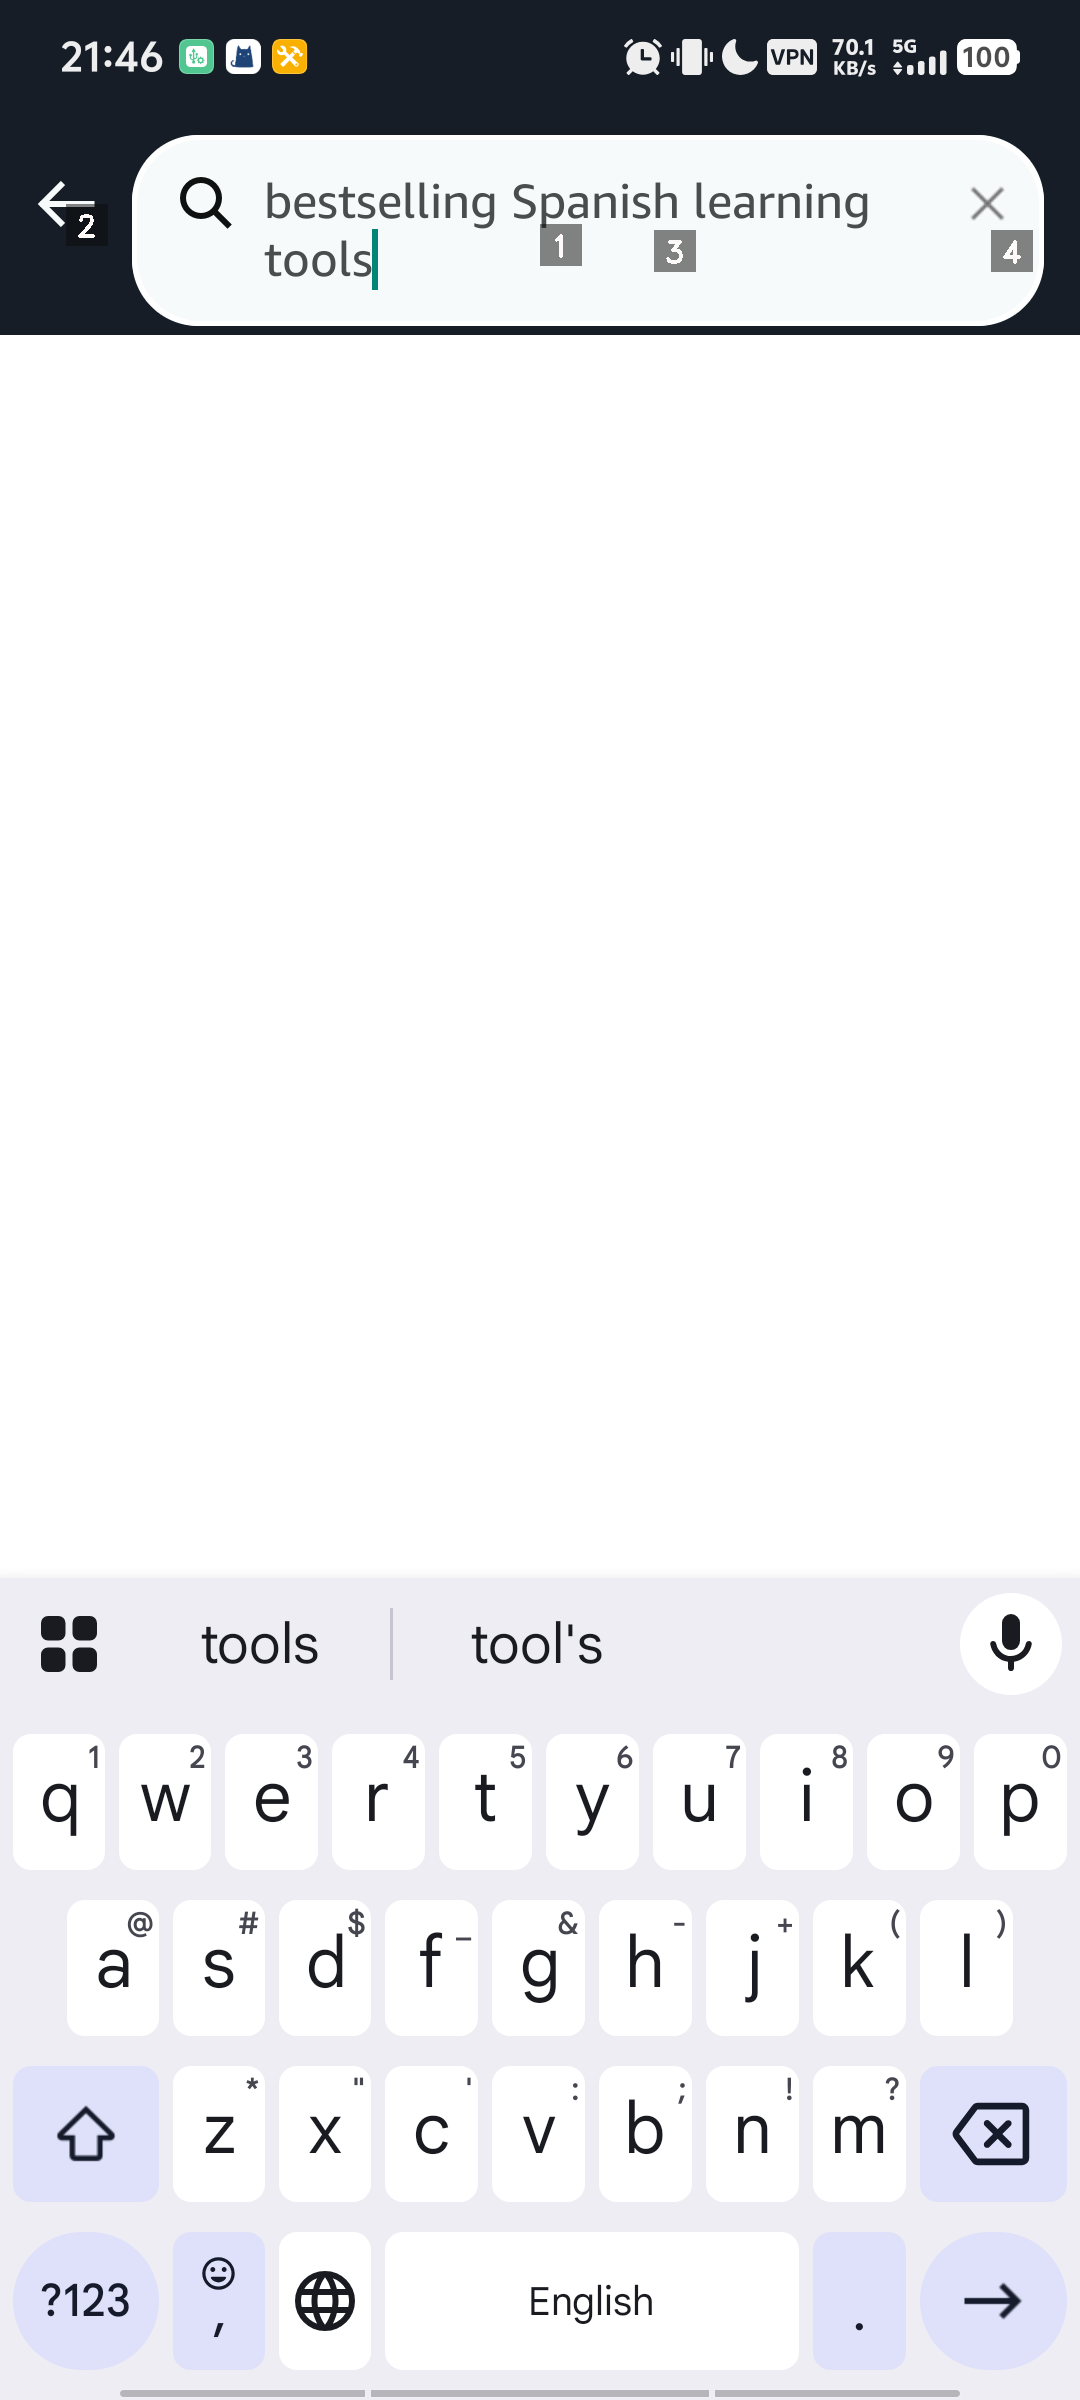 21:46 VPN 70.1 KB/s 5G 100
bestselling Spanish learning
tools
2 1 3 4
tools tool's
1 2 3 4 5 6 7 8 9 0
q w e r t y u i o p
@ # $ _ & - + ( )
a s d f g h j k l
* " ' : ; ! ?
z x c v b n m
?123 , English .